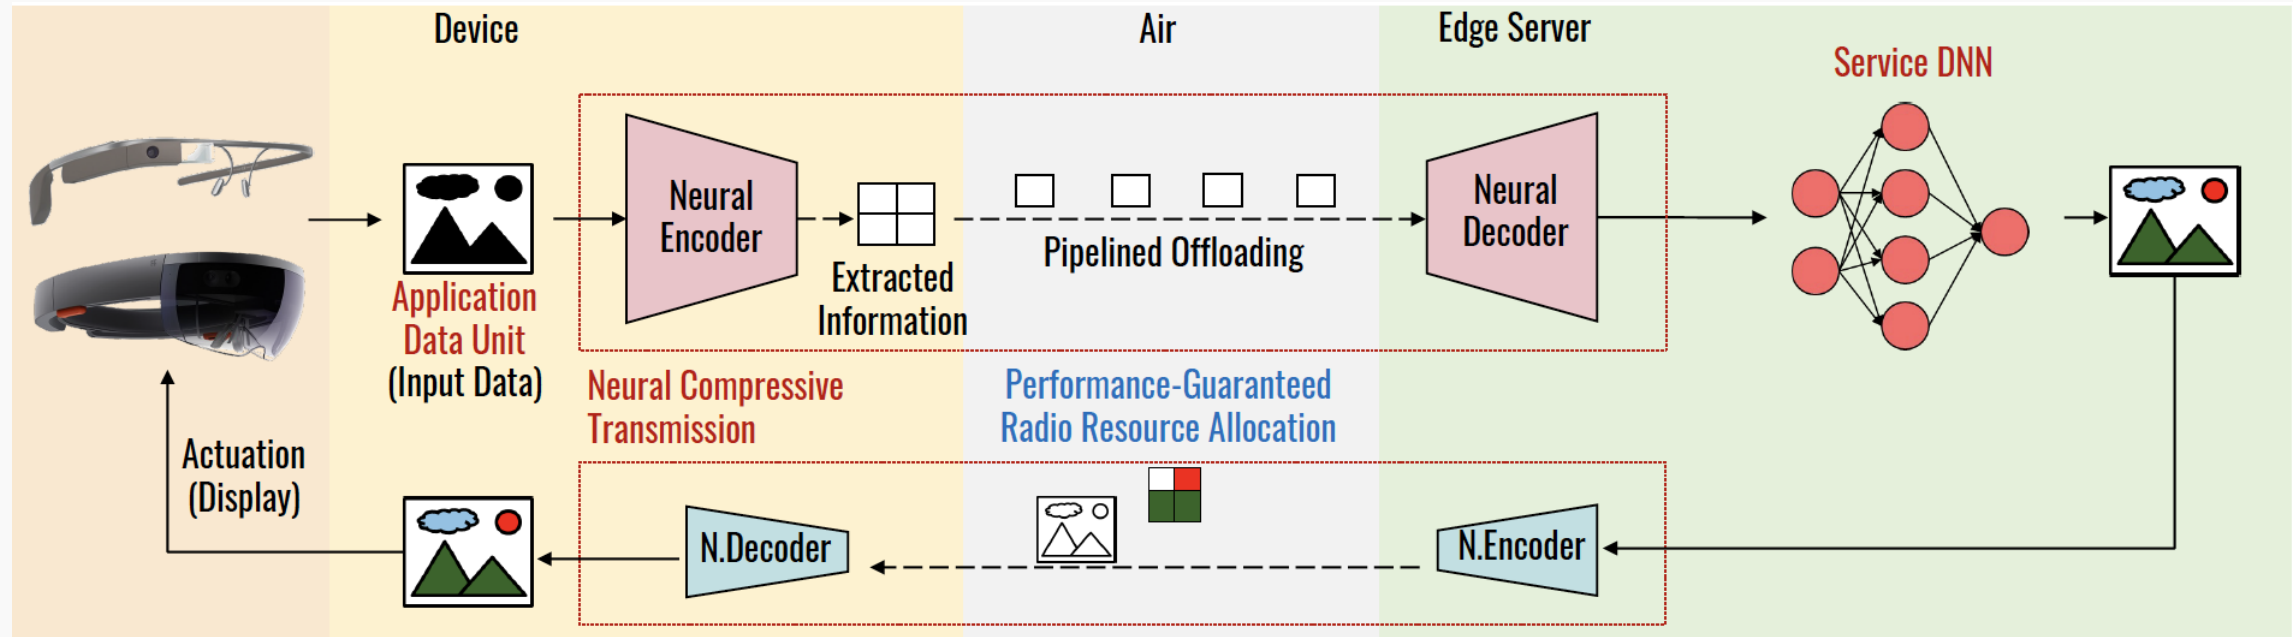 Device
Air
Edge Server
Service DNN
Neural
Encoder
Neural
Decoder
Pipelined Offloading
Extracted
Information
Application
Data Unit
(Input Data)
Neural Compressive
Transmission
Performance-Guaranteed
Radio Resource Allocation
Actuation
(Display)
N.Decoder
N.Encoder